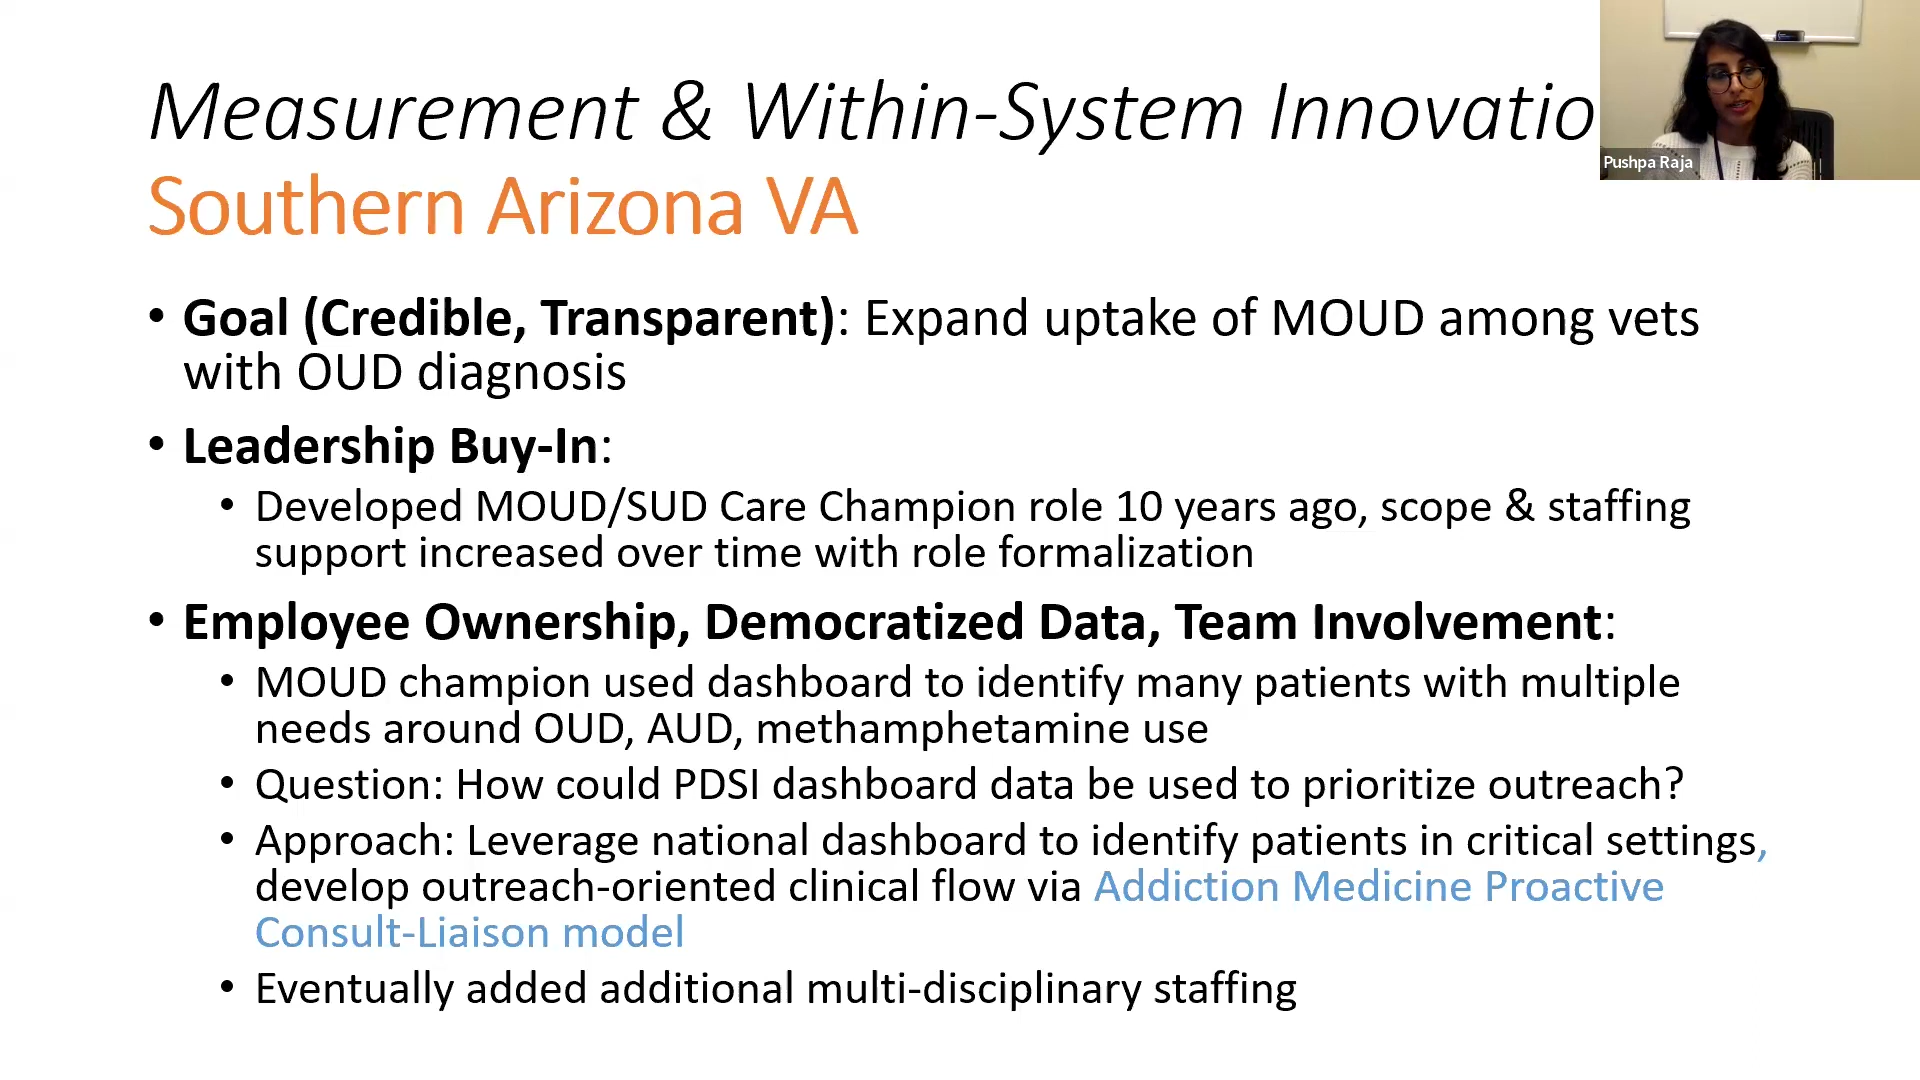 Measurement & Within-System Innovatio
Pushpa Raja
Southern Arizona VA
• Goal (Credible, Transparent): Expand uptake of MOUD among vets
with OUD diagnosis
• Leadership Buy-In:
• Developed MOUD/SUD Care Champion role 10 years ago, scope & staffing
support increased over time with role formalization
• Employee Ownership, Democratized Data, Team Involvement:
• MOUD champion used dashboard to identify many patients with multiple
needs around OUD, AUD, methamphetamine use
• Question: How could PDSI dashboard data be used to prioritize outreach?
• Approach: Leverage national dashboard to identify patients in critical settings,
develop outreach-oriented clinical flow via Addiction Medicine Proactive
Consult-Liaison model
• Eventually added additional multi-disciplinary staffing